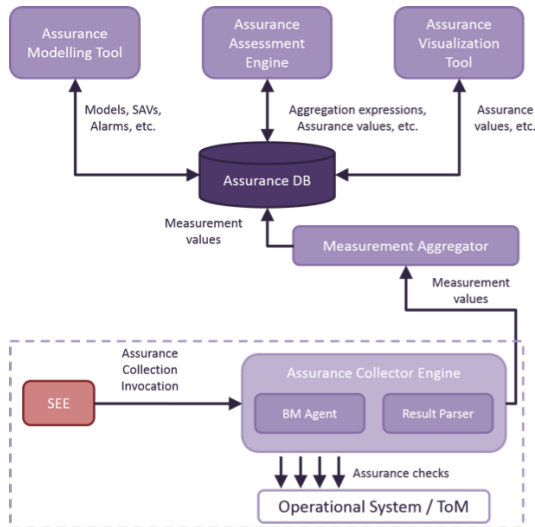 Assurance
Modelling Tool
Assurance
Assessment
Engine
Assurance
Visualization
Tool
Models, SAVs,
Alarms, etc.
Aggregation expressions,
Assurance values, etc.
Assurance
values, etc.
Assurance DB
Measurement
values
Measurement Aggregator
Measurement
values
Assurance
Collection
Invocation
Assurance Collector Engine
SEE
BM Agent
Result Parser
Assurance checks
Operational System / ToM